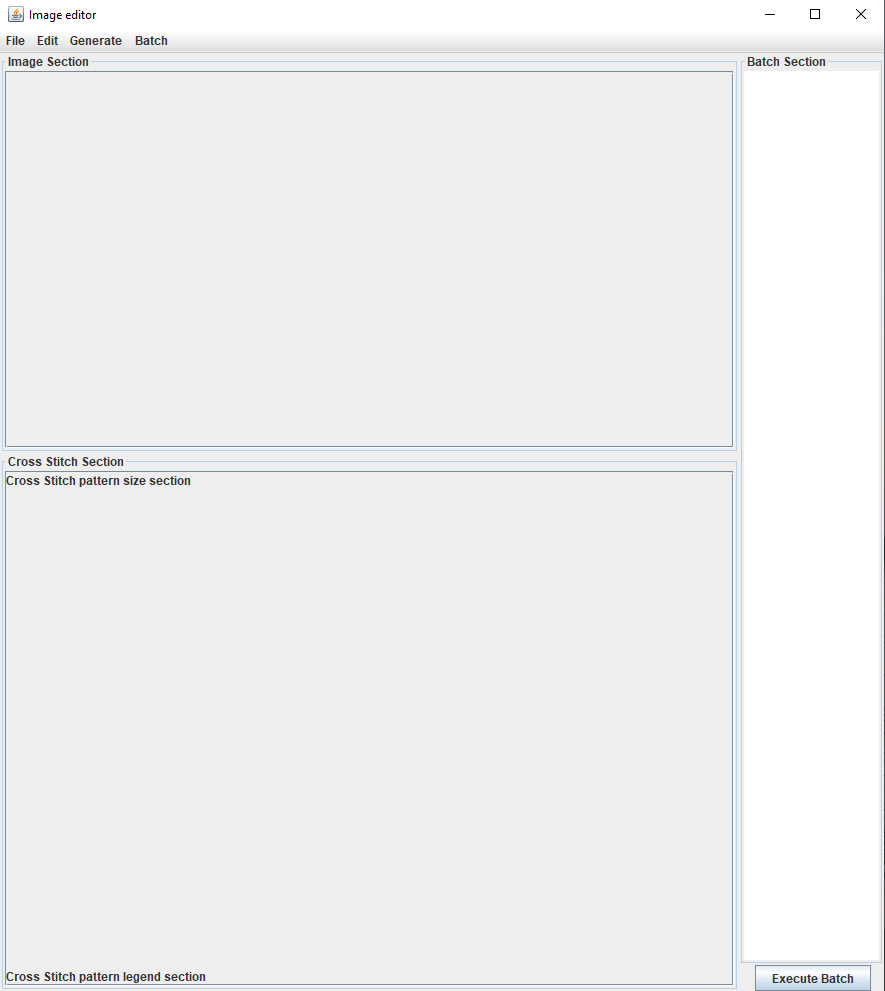 Image editor
File Edit Generate Batch
Image Section
Batch Section
Cross Stitch Section
Cross Stitch pattern size section
Cross Stitch pattern legend section
Execute Batch